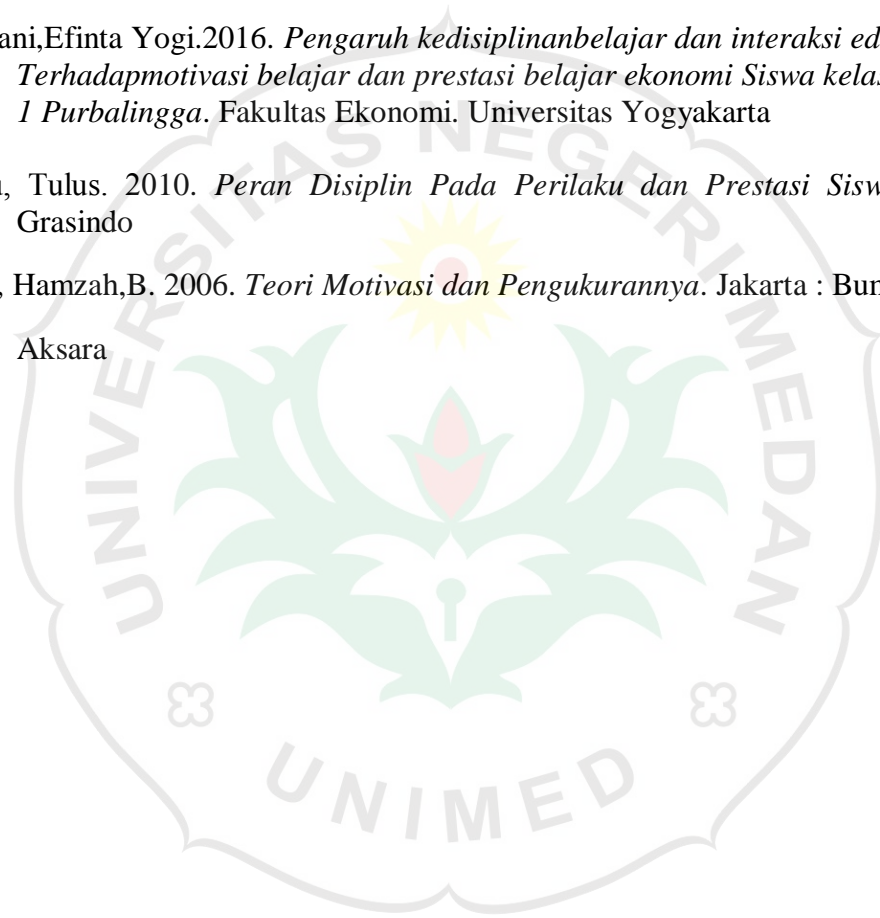 ani,Efinta Yogi.2016. Pengaruh kedisiplinanbelajar dan interaksi ed
Terhadapmotivasi belajar dan prestasi belajar ekonomi Siswa kelas
1 Purbalingga. Fakultas Ekonomi. Universitas Yogyakarta
, Tulus. 2010. Peran Disiplin Pada Perilaku dan Prestasi Sisw
Grasindo
, Hamzah,B. 2006. Teori Motivasi dan Pengukurannya. Jakarta : Bun
Aksara
UNIVERSITAS NEGERI MEDAN
UNIMED